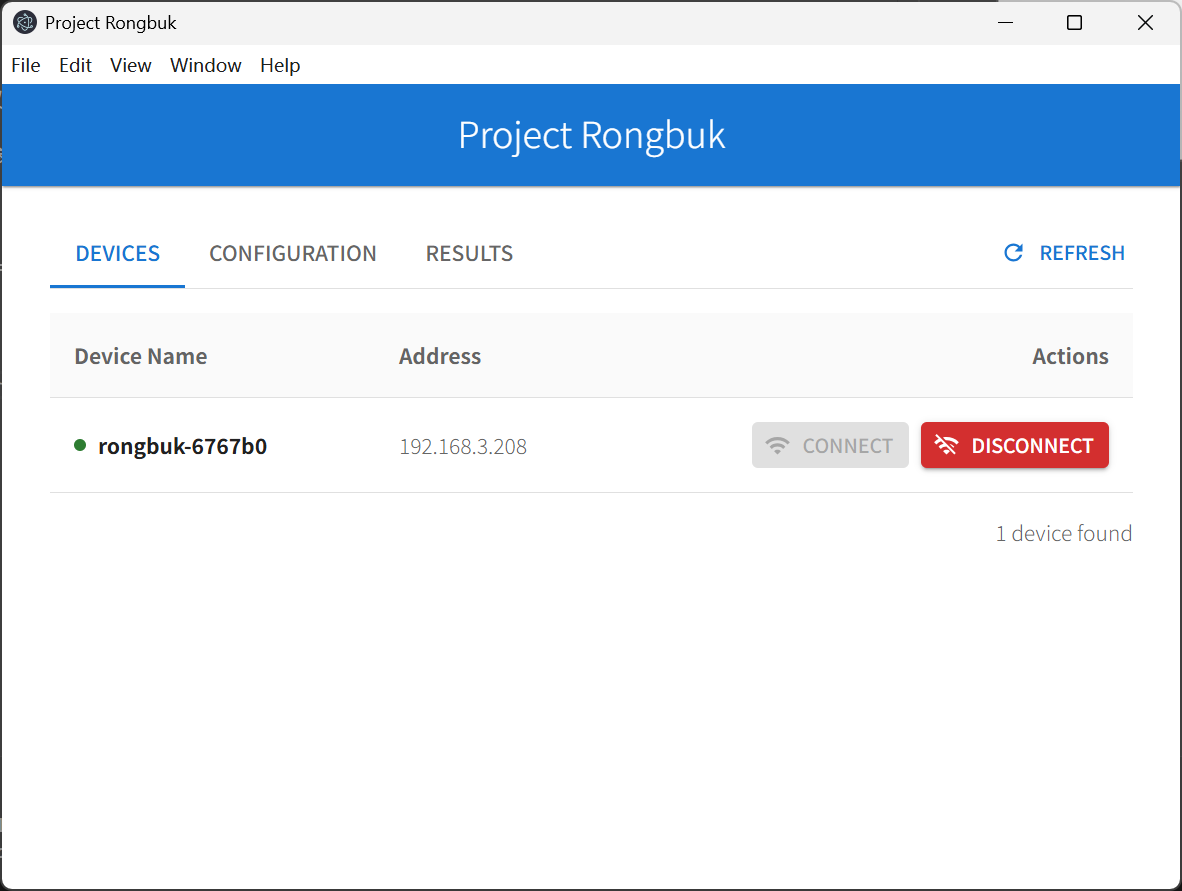 Project Rongbuk
File Edit View Window Help
Project Rongbuk
DEVICES CONFIGURATION RESULTS REFRESH
Device Name Address Actions
rongbuk-6767b0 192.168.3.208 CONNECT DISCONNECT
1 device found